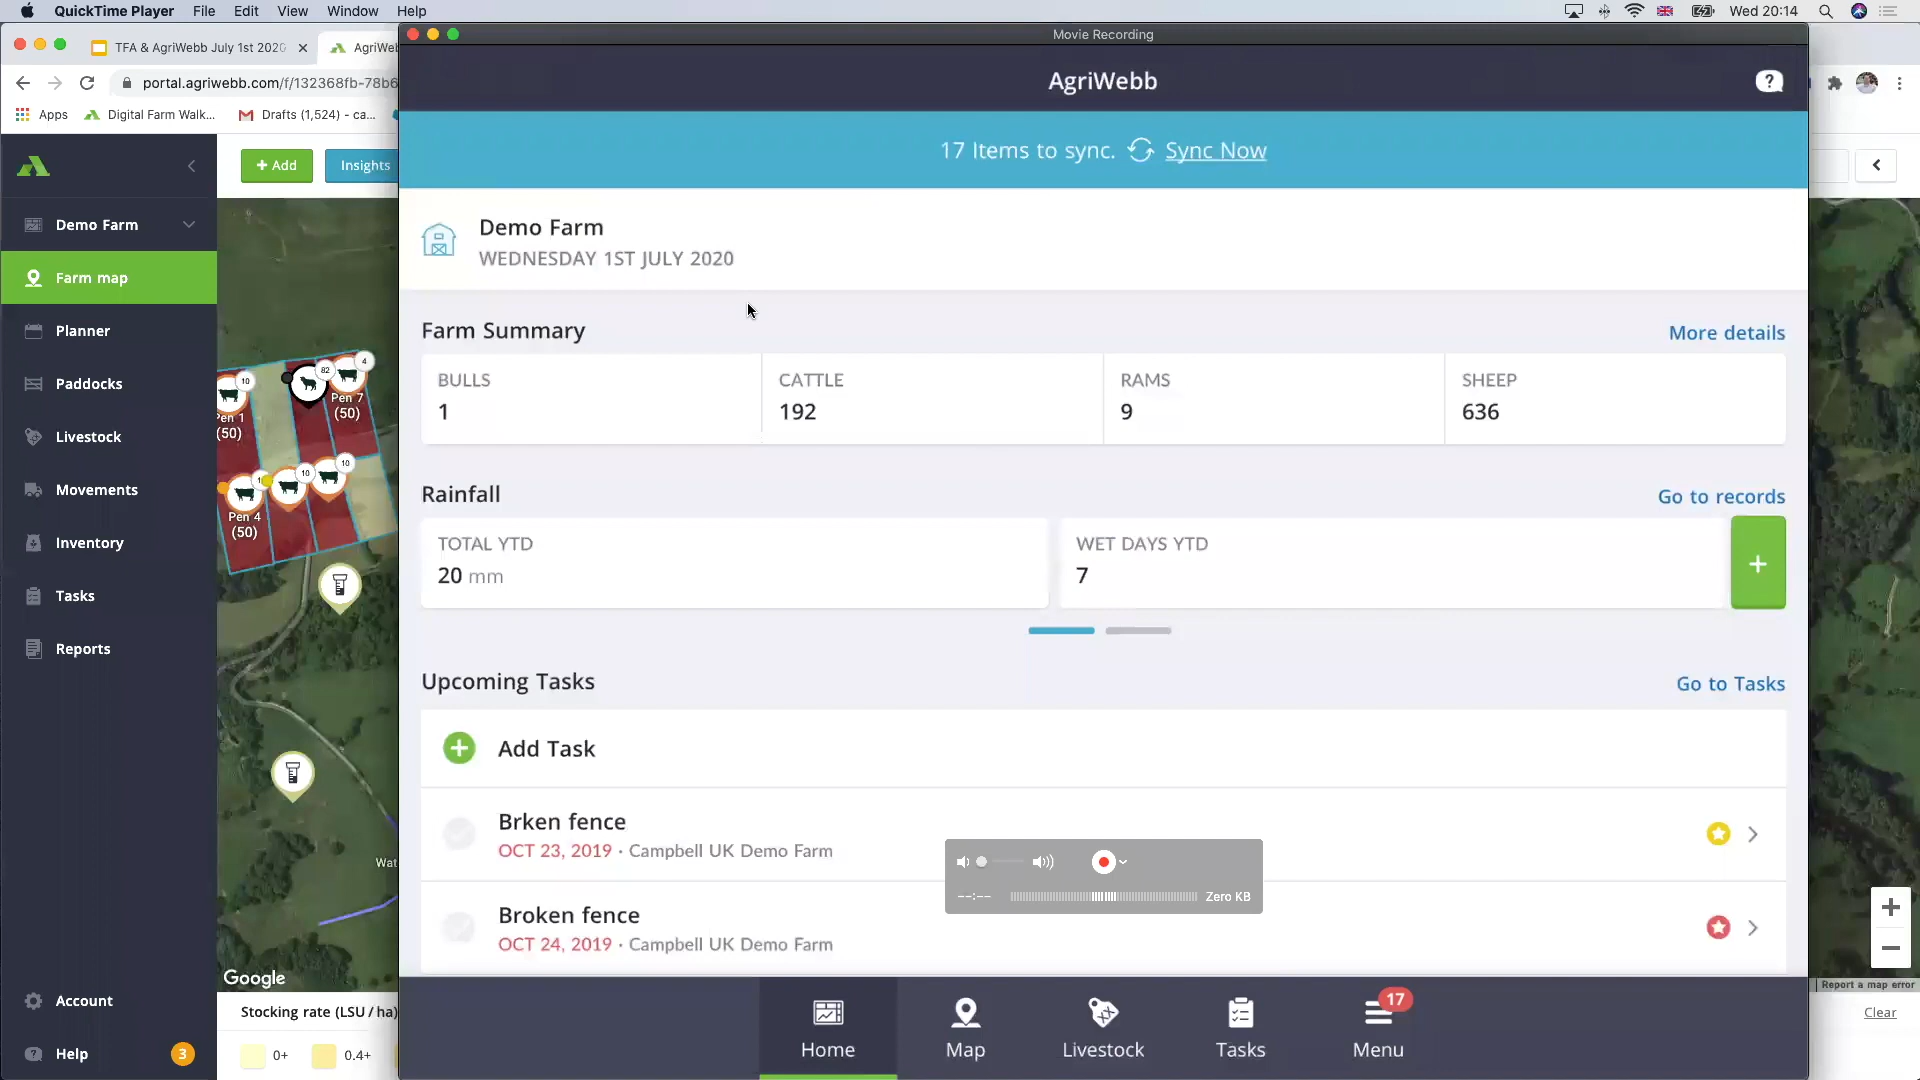 QuickTime Player File Edit View Window Help
Wed 20:14
TFA & AgriWebb July 1st 2020
Movie Recording
portal.agriwebb.com/f/132368fb-78b6
Apps Digital Farm Walk... Drafts (1,524) - ca...
AgriWebb
?
17 Items to sync. Sync Now
+ Add Insights
Demo Farm
Farm map
Planner
Paddocks
Livestock
Movements
Inventory
Tasks
Reports
Account
Help 3
10
82
4
Pen 1
(50)
Pen 7
(50)
10
10
Pen 4
(50)
Wat
Google
Stocking rate (LSU / ha)
0+ 0.4+
Demo Farm
WEDNESDAY 1ST JULY 2020
Farm Summary More details
BULLS CATTLE RAMS SHEEP
1 192 9 636
Rainfall Go to records
TOTAL YTD WET DAYS YTD
20 mm 7
+
Upcoming Tasks Go to Tasks
Add Task
Brken fence
OCT 23, 2019 · Campbell UK Demo Farm
Broken fence
OCT 24, 2019 · Campbell UK Demo Farm
--:-- Zero KB
17
Home Map Livestock Tasks Menu
Report a map error
Clear